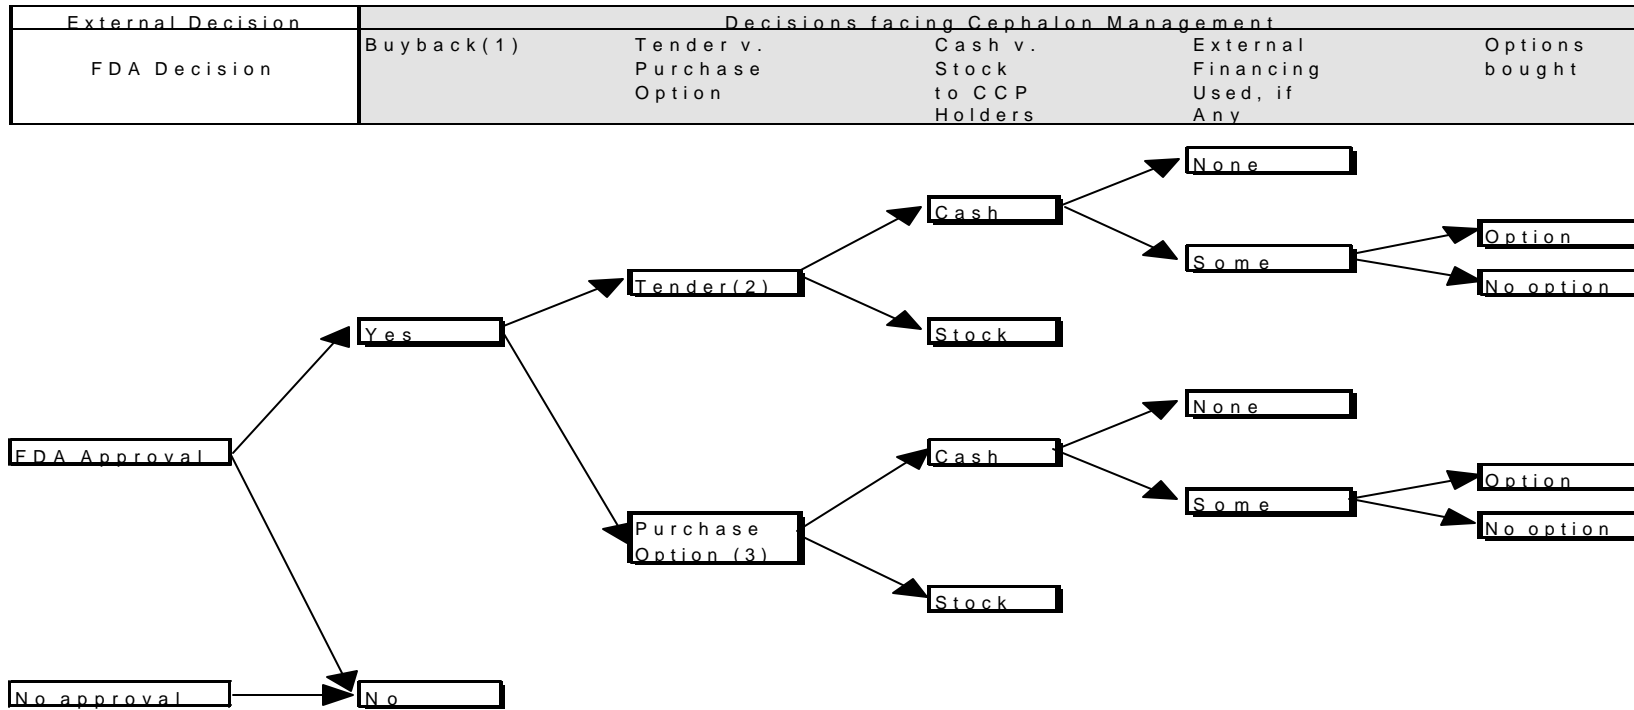 External Decision
Decisions facing Cephalon Management
FDA Decision
Buyback(1)
Tender v.
Purchase
Option
Cash v.
Stock
to CCP
Holders
External
Financing
Used, if
Any
Options
bought
None
Cash
Option
Some
Tender(2)
No option
Yes
Stock
None
FDA Approval
Cash
Option
Some
Purchase
Option (3)
No option
Stock
No approval
No